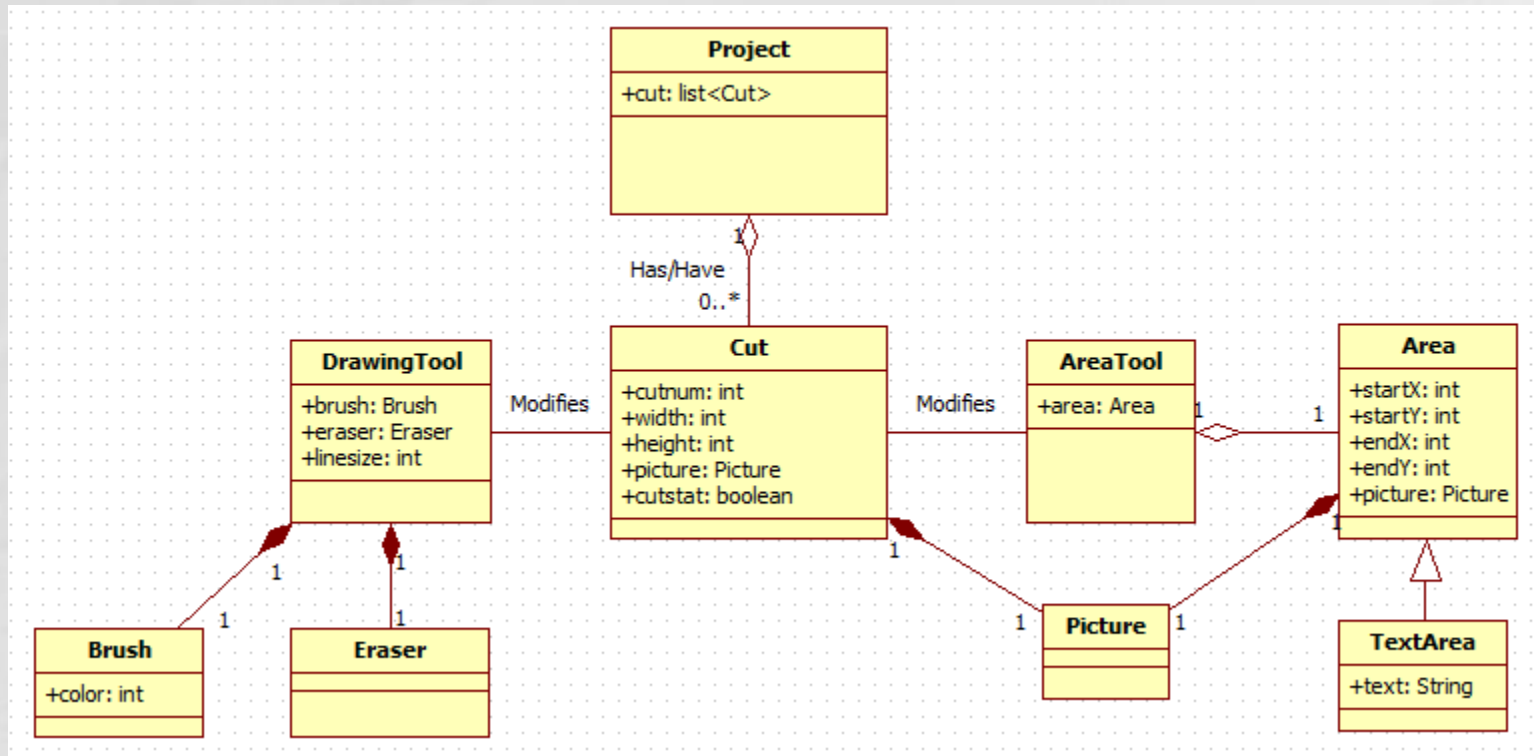 Project
+cut: list<Cut>
1
Has/Have
0..*
DrawingTool
+brush: Brush
+eraser: Eraser
+linesize: int
Modifies
Cut
+cutnum: int
+width: int
+height: int
+picture: Picture
+cutstat: boolean
Modifies
AreaTool
+area: Area
1
1
Area
+startX: int
+startY: int
+endX: int
+endY: int
+picture: Picture
1
1
1
1
1
1
Brush
+color: int
Eraser
1
Picture
1
TextArea
+text: String